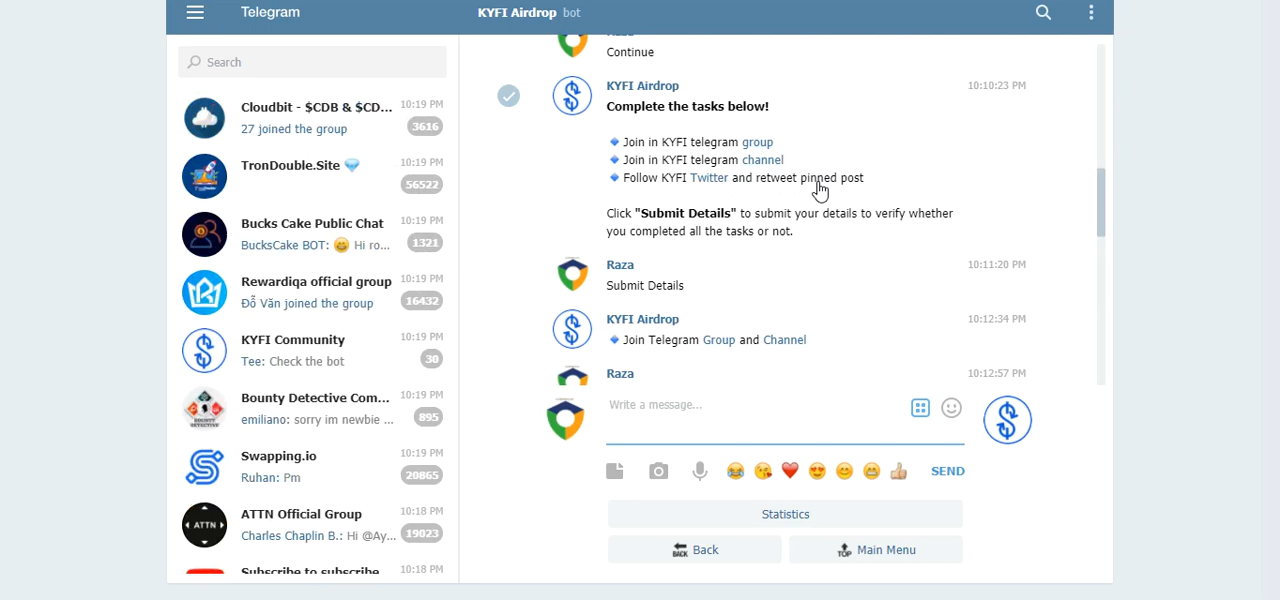 Telegram
KYFI Airdrop bot
Search
Cloudbit - $CDB & $CD... 10:19 PM
27 joined the group 3616
TronDouble.Site 💎 10:19 PM
56522
Bucks Cake Public Chat 10:19 PM
BucksCake BOT: 😄 Hi ro... 1321
Rewardiqa official group 10:19 PM
Đỗ Văn joined the group 16432
KYFI Community 10:19 PM
Tee: Check the bot 30
Bounty Detective Com... 10:19 PM
emiliano: sorry im newbie ... 895
Swapping.io 10:19 PM
Ruhan: Pm 20865
ATTN Official Group 10:18 PM
Charles Chaplin B.: Hi @Ay... 19023
ATTN
Subscribe to subscribe 10:18 PM
Raza
Continue
KYFI Airdrop 10:10:23 PM
Complete the tasks below!
🔹 Join in KYFI telegram group
🔹 Join in KYFI telegram channel
🔹 Follow KYFI Twitter and retweet pinned post
Click "Submit Details" to submit your details to verify whether
you completed all the tasks or not.
Raza 10:11:20 PM
Submit Details
KYFI Airdrop 10:12:34 PM
🔹 Join Telegram Group and Channel
Raza 10:12:57 PM
Write a message...
SEND
Statistics
BACK Back
TOP Main Menu